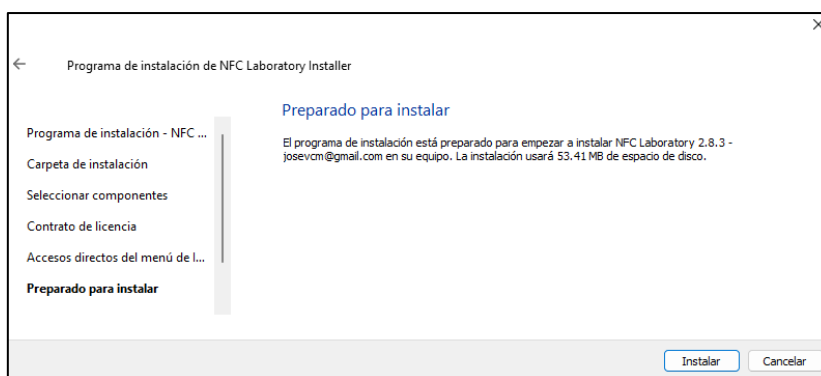 Programa de instalación de NFC Laboratory Installer
Programa de instalación - NFC ...
Carpeta de instalación
Seleccionar componentes
Contrato de licencia
Accesos directos del menú de l...
Preparado para instalar
Preparado para instalar
El programa de instalación está preparado para empezar a instalar NFC Laboratory 2.8.3 -
josevcm@gmail.com en su equipo. La instalación usará 53.41 MB de espacio de disco.
Instalar
Cancelar